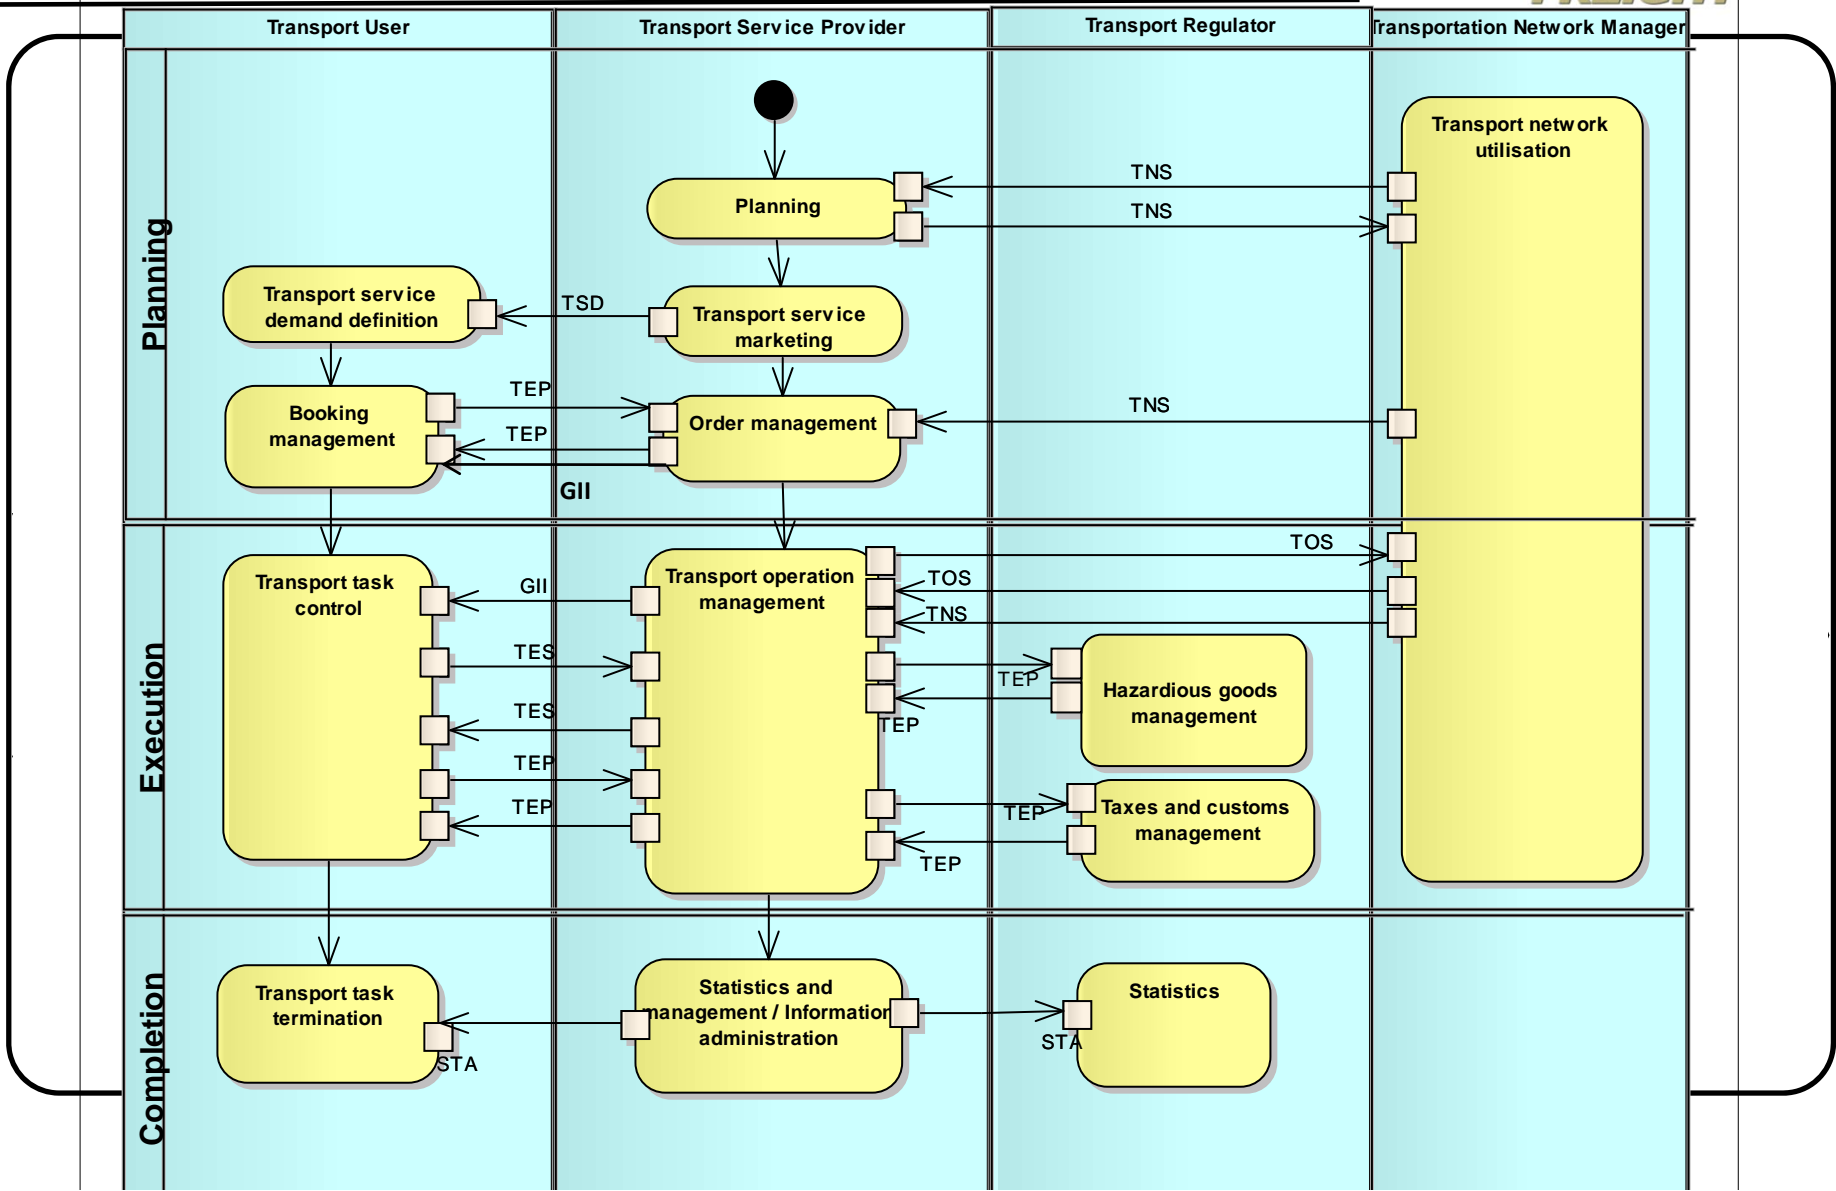 Transport User
Transport Service Provider
Transport Regulator
Transportation Network Manager
Planning
Transport network
utilisation
TNS
Planning
TNS
Transport service
demand definition
TSD
Transport service
marketing
Booking
management
TEP
Order management
TNS
TEP
GII
Execution
Transport task
control
GII
Transport operation
management
TOS
TOS
TNS
TES
TEP
Hazardious goods
management
TES
TEP
TEP
TEP
TEP
Taxes and customs
management
TEP
Completion
Transport task
termination
Statistics and
management / Information
administration
Statistics
STA
STA